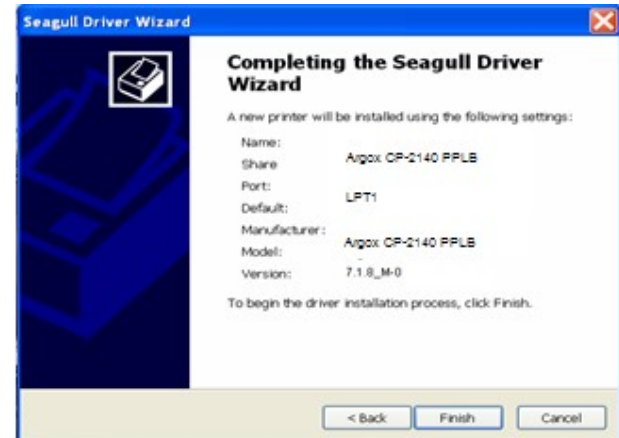 Seagull Driver Wizard
Completing the Seagull Driver
Wizard
A new printer will be installed using the following settings:
Name:
Share Argox CP-2140 PPLB
Port:
Default: LPT1
Manufacturer:
Model: Argox CP-2140 PPLB
Version: 7.1.8_M-0
To begin the driver installation process, click Finish.
< Back Finish Cancel